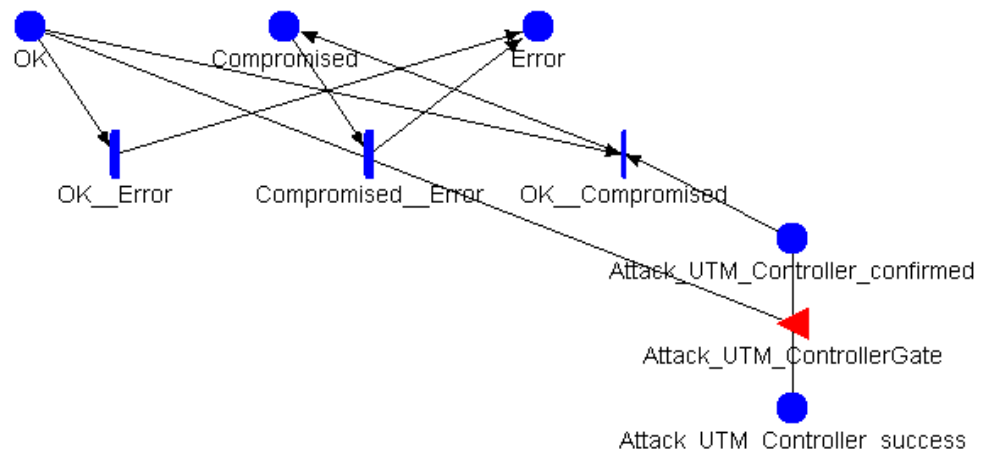 OK
Compromised
Error
OK__Error
Compromised__Error
OK__Compromised
Attack_UTM_Controller_confirmed
Attack_UTM_ControllerGate
Attack_UTM_Controller_success